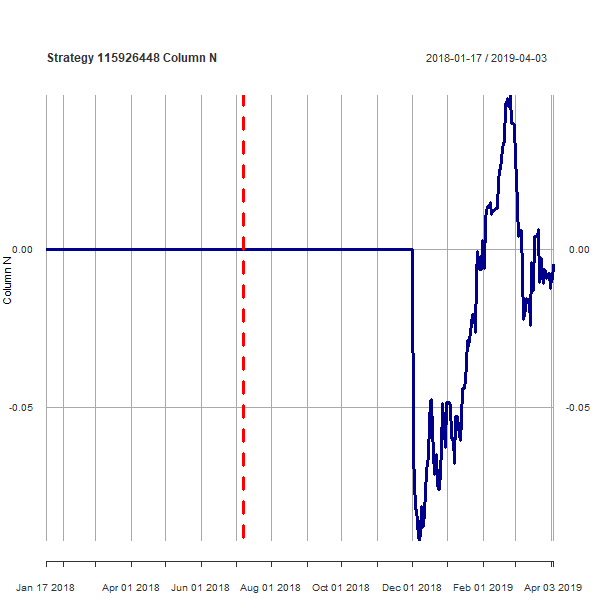 Strategy 115926448 Column N
2018-01-17 / 2019-04-03
Column N
0.00
0.00
-0.05
-0.05
Jan 17 2018
Apr 01 2018
Jun 01 2018
Aug 01 2018
Oct 01 2018
Dec 01 2018
Feb 01 2019
Apr 03 2019